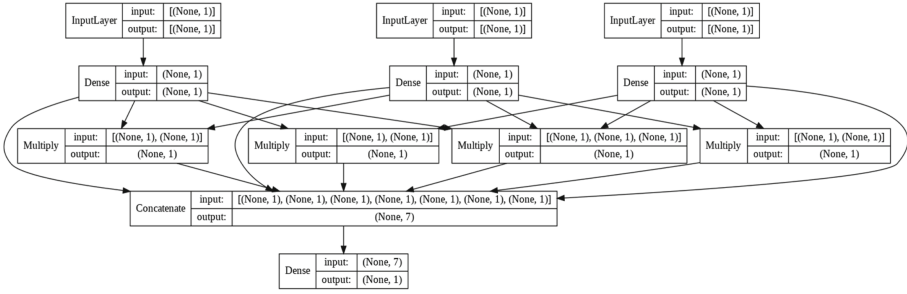 InputLayer input: [(None, 1)] output: [(None, 1)]
InputLayer input: [(None, 1)] output: [(None, 1)]
InputLayer input: [(None, 1)] output: [(None, 1)]
Dense input: (None, 1) output: (None, 1)
Dense input: (None, 1) output: (None, 1)
Dense input: (None, 1) output: (None, 1)
Multiply input: [(None, 1), (None, 1)] output: (None, 1)
Multiply input: [(None, 1), (None, 1)] output: (None, 1)
Multiply input: [(None, 1), (None, 1), (None, 1)] output: (None, 1)
Multiply input: [(None, 1), (None, 1)] output: (None, 1)
Concatenate input: [(None, 1), (None, 1), (None, 1), (None, 1), (None, 1), (None, 1), (None, 1)] output: (None, 7)
Dense input: (None, 7) output: (None, 1)